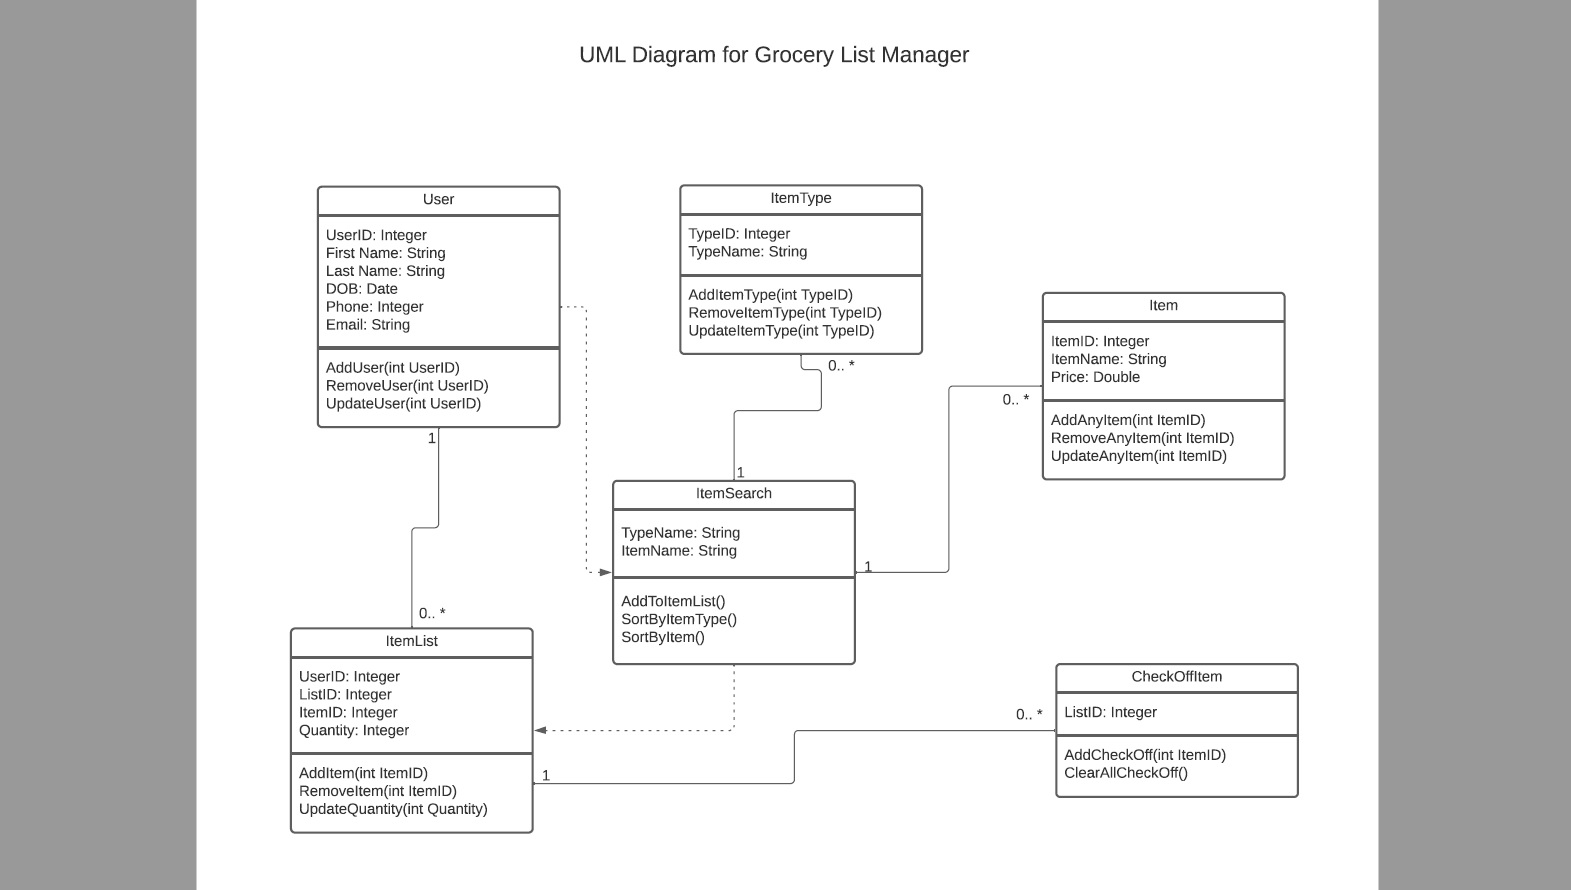 UML Diagram for Grocery List Manager
User
UserID: Integer
First Name: String
Last Name: String
DOB: Date
Phone: Integer
Email: String
AddUser(int UserID)
RemoveUser(int UserID)
UpdateUser(int UserID)
1
0.. *
ItemType
TypeID: Integer
TypeName: String
AddItemType(int TypeID)
RemoveItemType(int TypeID)
UpdateItemType(int TypeID)
0.. *
1
Item
ItemID: Integer
ItemName: String
Price: Double
AddAnyItem(int ItemID)
RemoveAnyItem(int ItemID)
UpdateAnyItem(int ItemID)
0.. *
1
ItemSearch
TypeName: String
ItemName: String
AddToItemList()
SortByItemType()
SortByItem()
ItemList
UserID: Integer
ListID: Integer
ItemID: Integer
Quantity: Integer
AddItem(int ItemID)
RemoveItem(int ItemID)
UpdateQuantity(int Quantity)
1
0.. *
CheckOffItem
ListID: Integer
AddCheckOff(int ItemID)
ClearAllCheckOff()